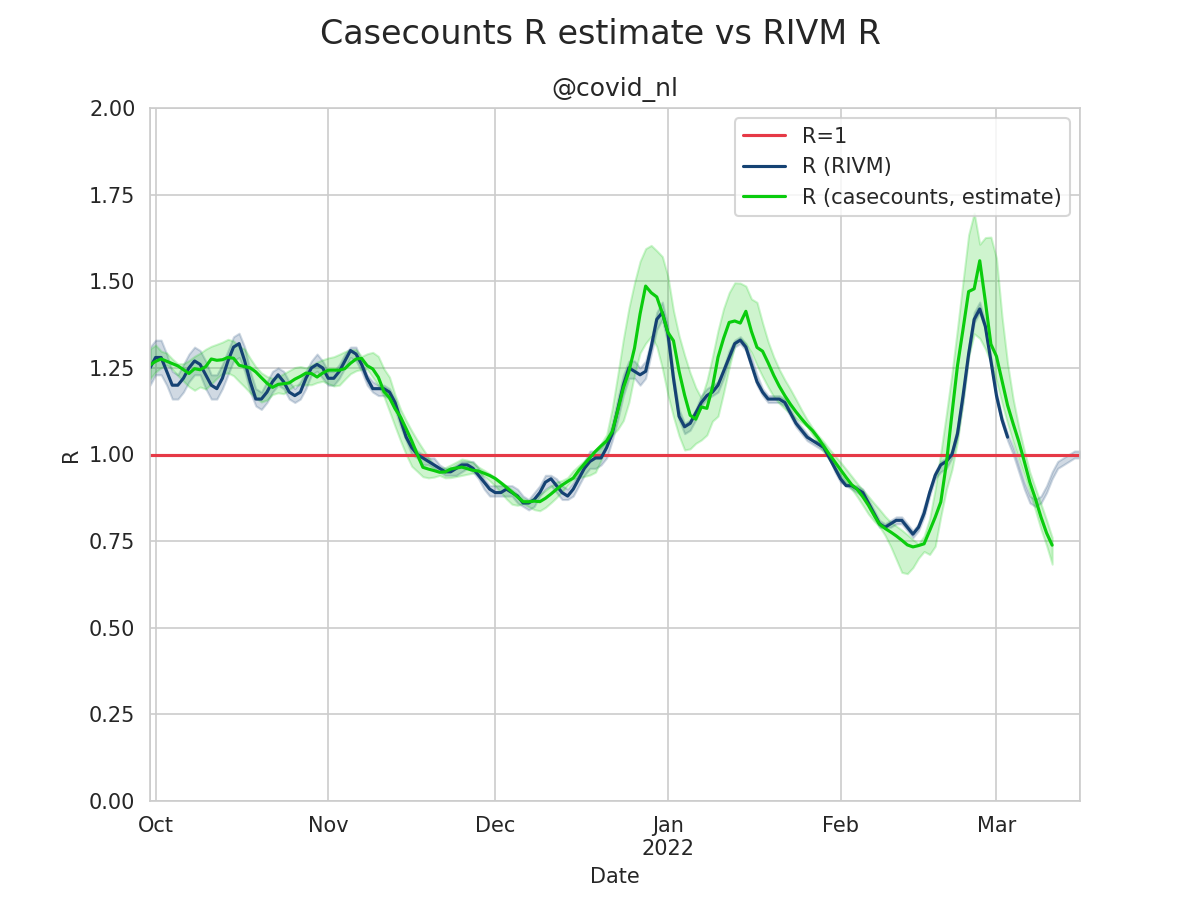 Casecounts R estimate vs RIVM R
@covid_nl
2.00
1.75
1.50
1.25
1.00
0.75
0.50
0.25
0.00
R
R=1
R (RIVM)
R (casecounts, estimate)
Oct Nov Dec Jan Feb Mar
2022
Date